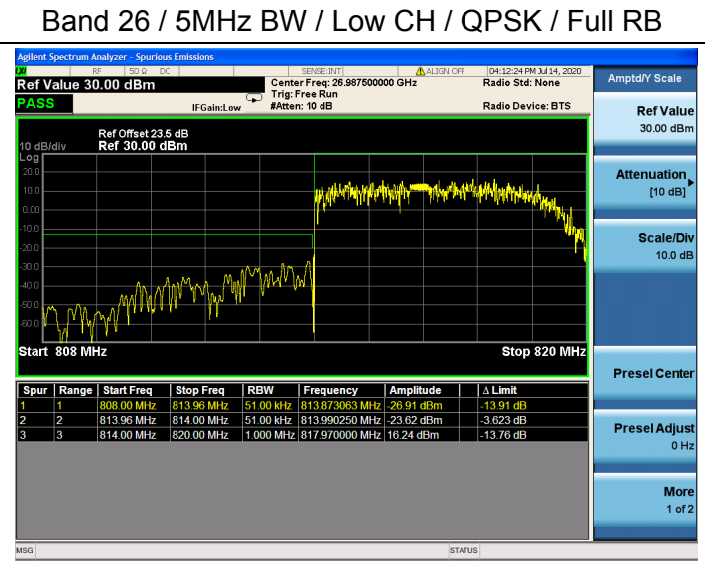 Band 26 / 5MHz BW / Low CH / QPSK / Full RB
Agilent Spectrum Analyzer - Spurious Emissions
LXI RF 50 Ω DC SENSE:INT ALIGN OFF 04:12:24 PM Jul 14, 2020
Ref Value 30.00 dBm Center Freq: 26.987500000 GHz Radio Std: None
Trig: Free Run
PASS IFGain:Low #Atten: 10 dB Radio Device: BTS
Ref Offset 23.5 dB
10 dB/div Ref 30.00 dBm
Log
20.0
10.0
0.00
-10.0
-20.0
-30.0
-40.0
-50.0
-60.0
Start 808 MHz Stop 820 MHz
Spur Range Start Freq Stop Freq RBW Frequency Amplitude Δ Limit
1 1 808.00 MHz 813.96 MHz 51.00 kHz 813.873063 MHz -26.91 dBm -13.91 dB
2 2 813.96 MHz 814.00 MHz 51.00 kHz 813.990250 MHz -23.62 dBm -3.623 dB
3 3 814.00 MHz 820.00 MHz 1.000 MHz 817.970000 MHz 16.24 dBm -13.76 dB
MSG STATUS
Amptd/Y Scale
Ref Value
30.00 dBm
Attenuation
[10 dB]
Scale/Div
10.0 dB
Presel Center
Presel Adjust
0 Hz
More
1 of 2